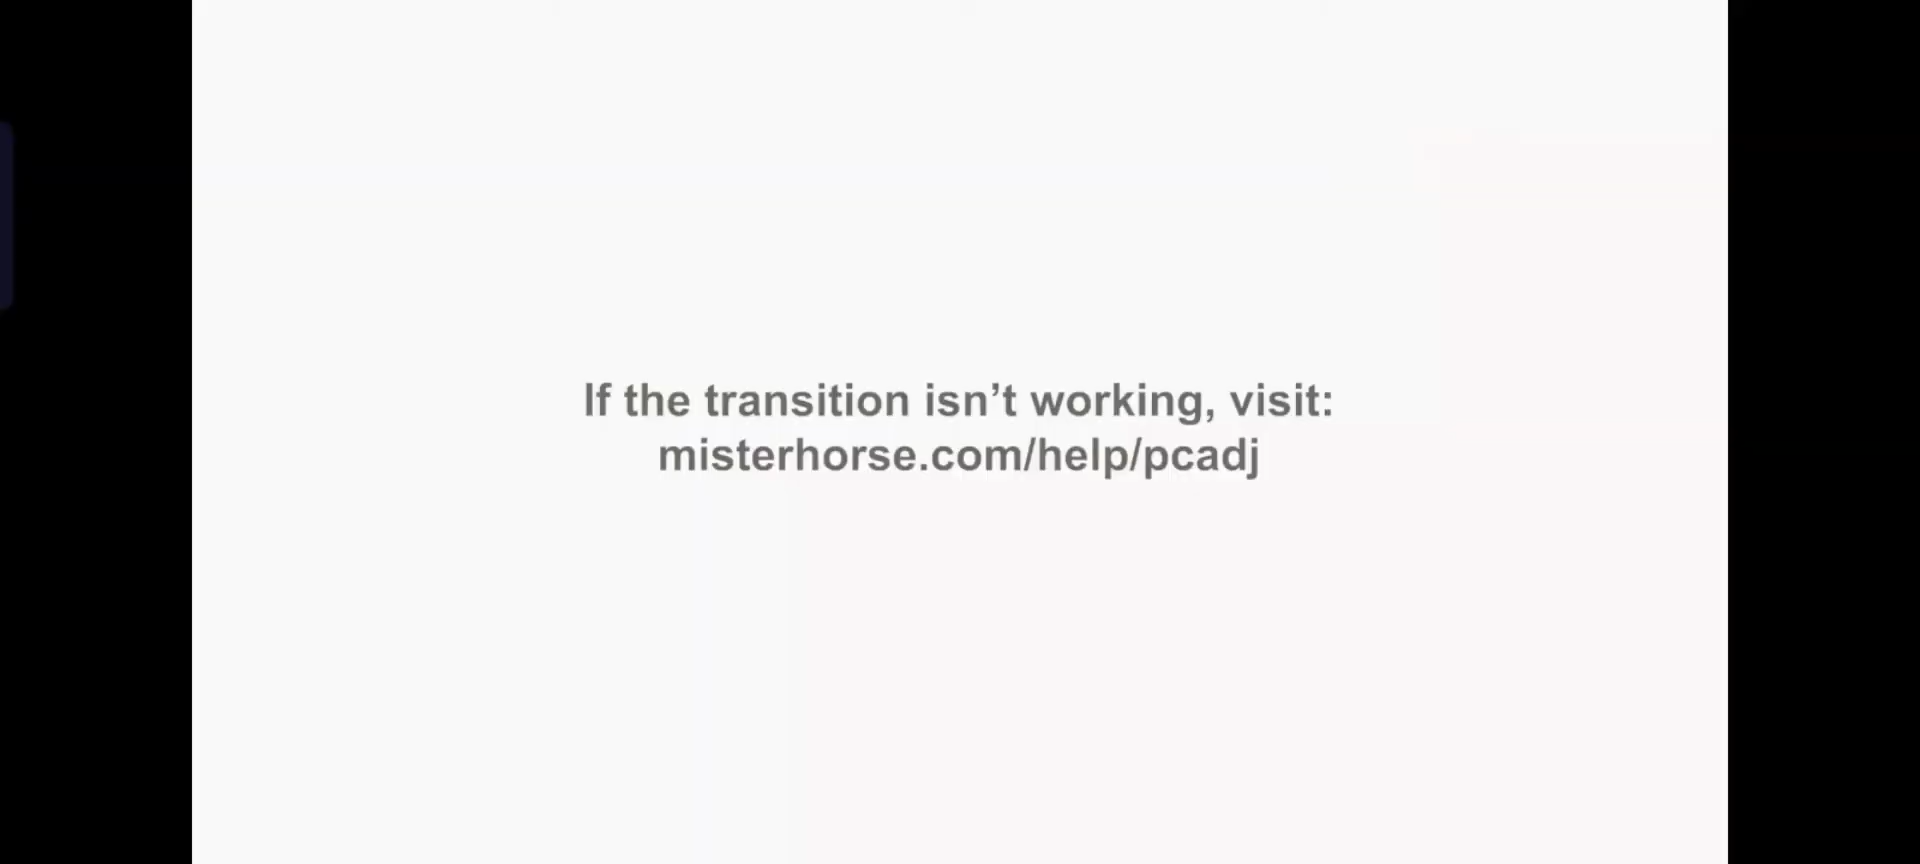 If the transition isn’t working, visit:
misterhorse.com/help/pcadj